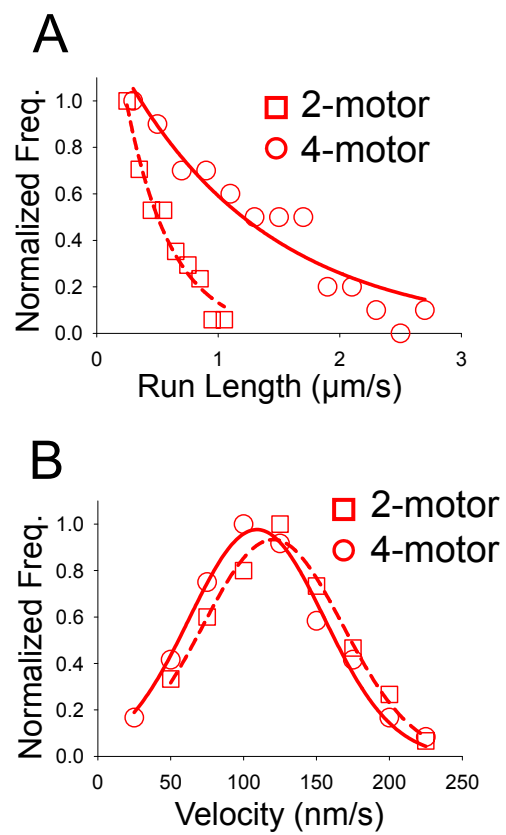 A
2-motor
4-motor
Normalized Freq.
1.0
0.8
0.6
0.4
0.2
0.0
0 1 2 3
Run Length (μm/s)
B
2-motor
4-motor
Normalized Freq.
1.0
0.8
0.6
0.4
0.2
0.0
0 50 100 150 200 250
Velocity (nm/s)